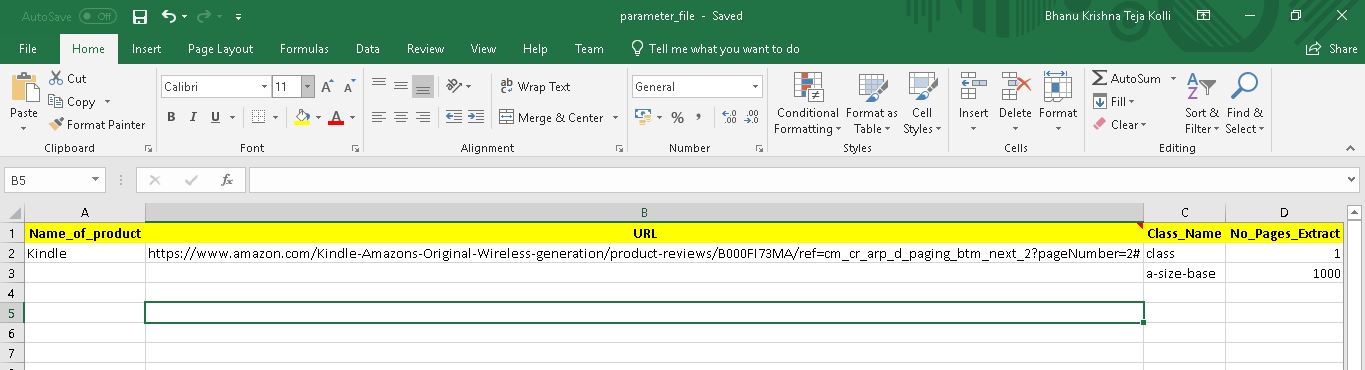 AutoSave Off parameter_file - Saved Bhanu Krishna Teja Kolli
File Home Insert Page Layout Formulas Data Review View Help Team Tell me what you want to do Share
Paste Cut Copy Format Painter Clipboard
Calibri 11 B I U Font
Wrap Text Merge & Center Alignment
General % , Number
Conditional Formatting Format as Table Cell Styles Styles
Insert Delete Format Cells
AutoSum Fill Clear Sort & Filter Find & Select Editing
B5 fx
A B C D
1 Name_of_product URL Class_Name No_Pages_Extract
2 Kindle https://www.amazon.com/Kindle-Amazons-Original-Wireless-generation/product-reviews/B000FI73MA/ref=cm_cr_arp_d_paging_btm_next_2?pageNumber=2# class 1
3 a-size-base 1000
4
5
6
7